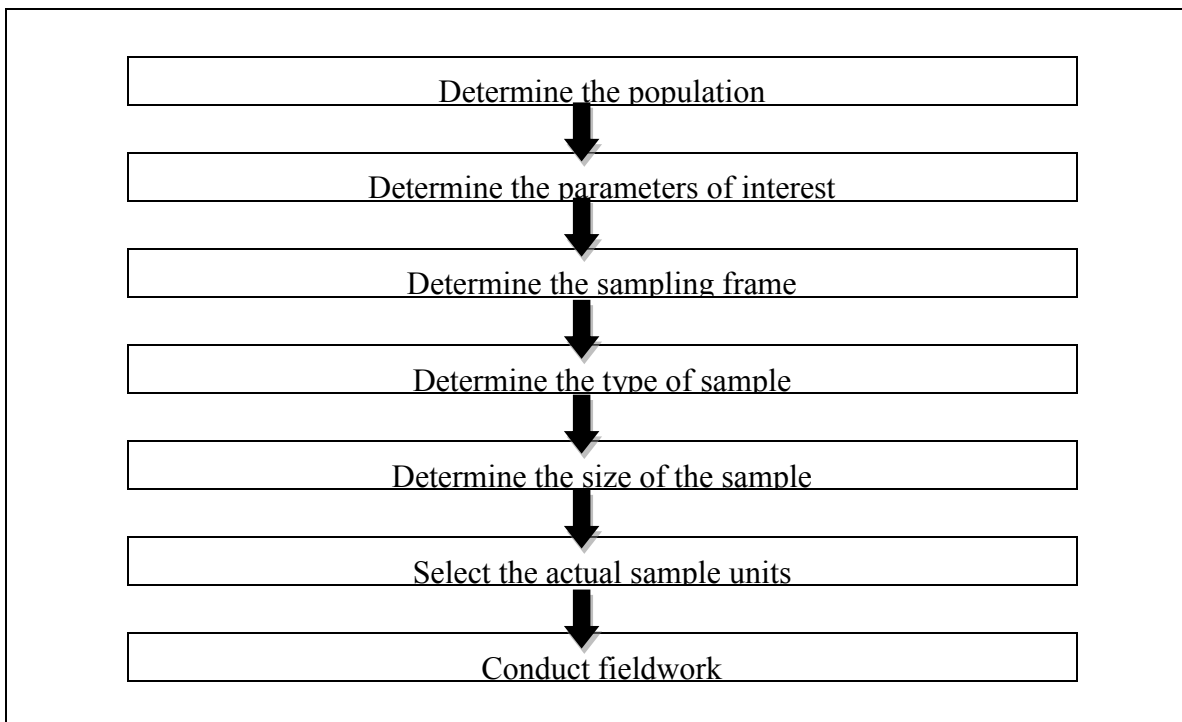 Determine the population
Determine the parameters of interest
Determine the sampling frame
Determine the type of sample
Determine the size of the sample
Select the actual sample units
Conduct fieldwork